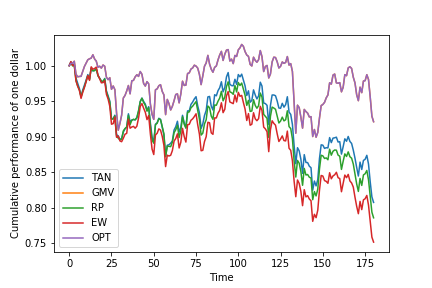 Cumulative perfomance of one dollar
1.00
0.95
0.90
0.85
0.80
0.75
TAN
GMV
RP
EW
OPT
0 25 50 75 100 125 150 175
Time